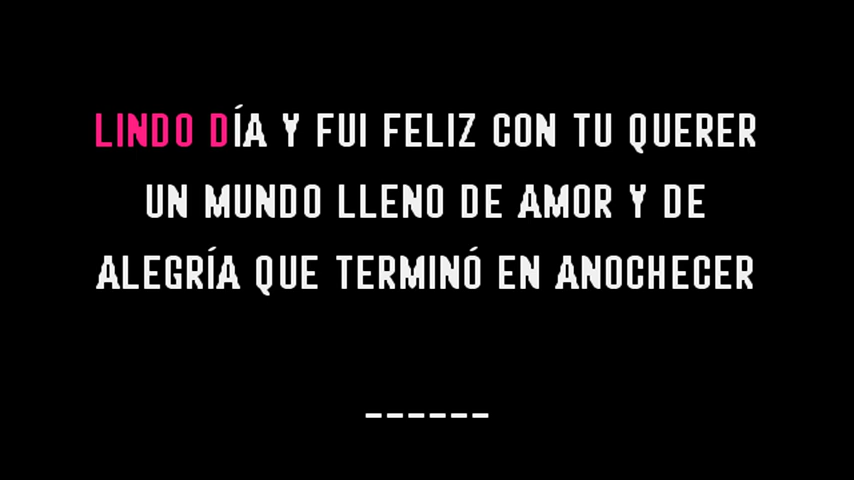 LINDO DÍA Y FUI FELIZ CON TU QUERER
UN MUNDO LLENO DE AMOR Y DE
ALEGRÍA QUE TERMINÓ EN ANOCHECER
------